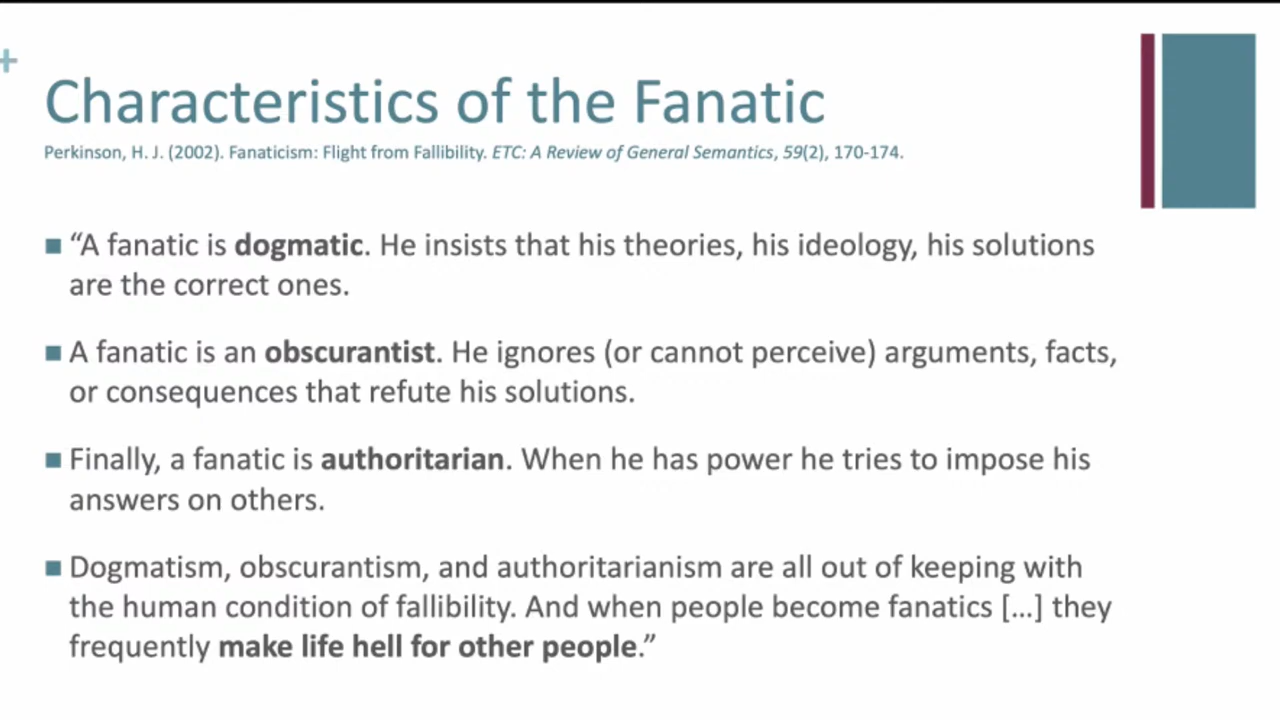 Characteristics of the Fanatic
Perkinson, H. J. (2002). Fanaticism: Flight from Fallibility. ETC: A Review of General Semantics, 59(2), 170-174.
■ “A fanatic is dogmatic. He insists that his theories, his ideology, his solutions
are the correct ones.
■ A fanatic is an obscurantist. He ignores (or cannot perceive) arguments, facts,
or consequences that refute his solutions.
■ Finally, a fanatic is authoritarian. When he has power he tries to impose his
answers on others.
■ Dogmatism, obscurantism, and authoritarianism are all out of keeping with
the human condition of fallibility. And when people become fanatics […] they
frequently make life hell for other people.”